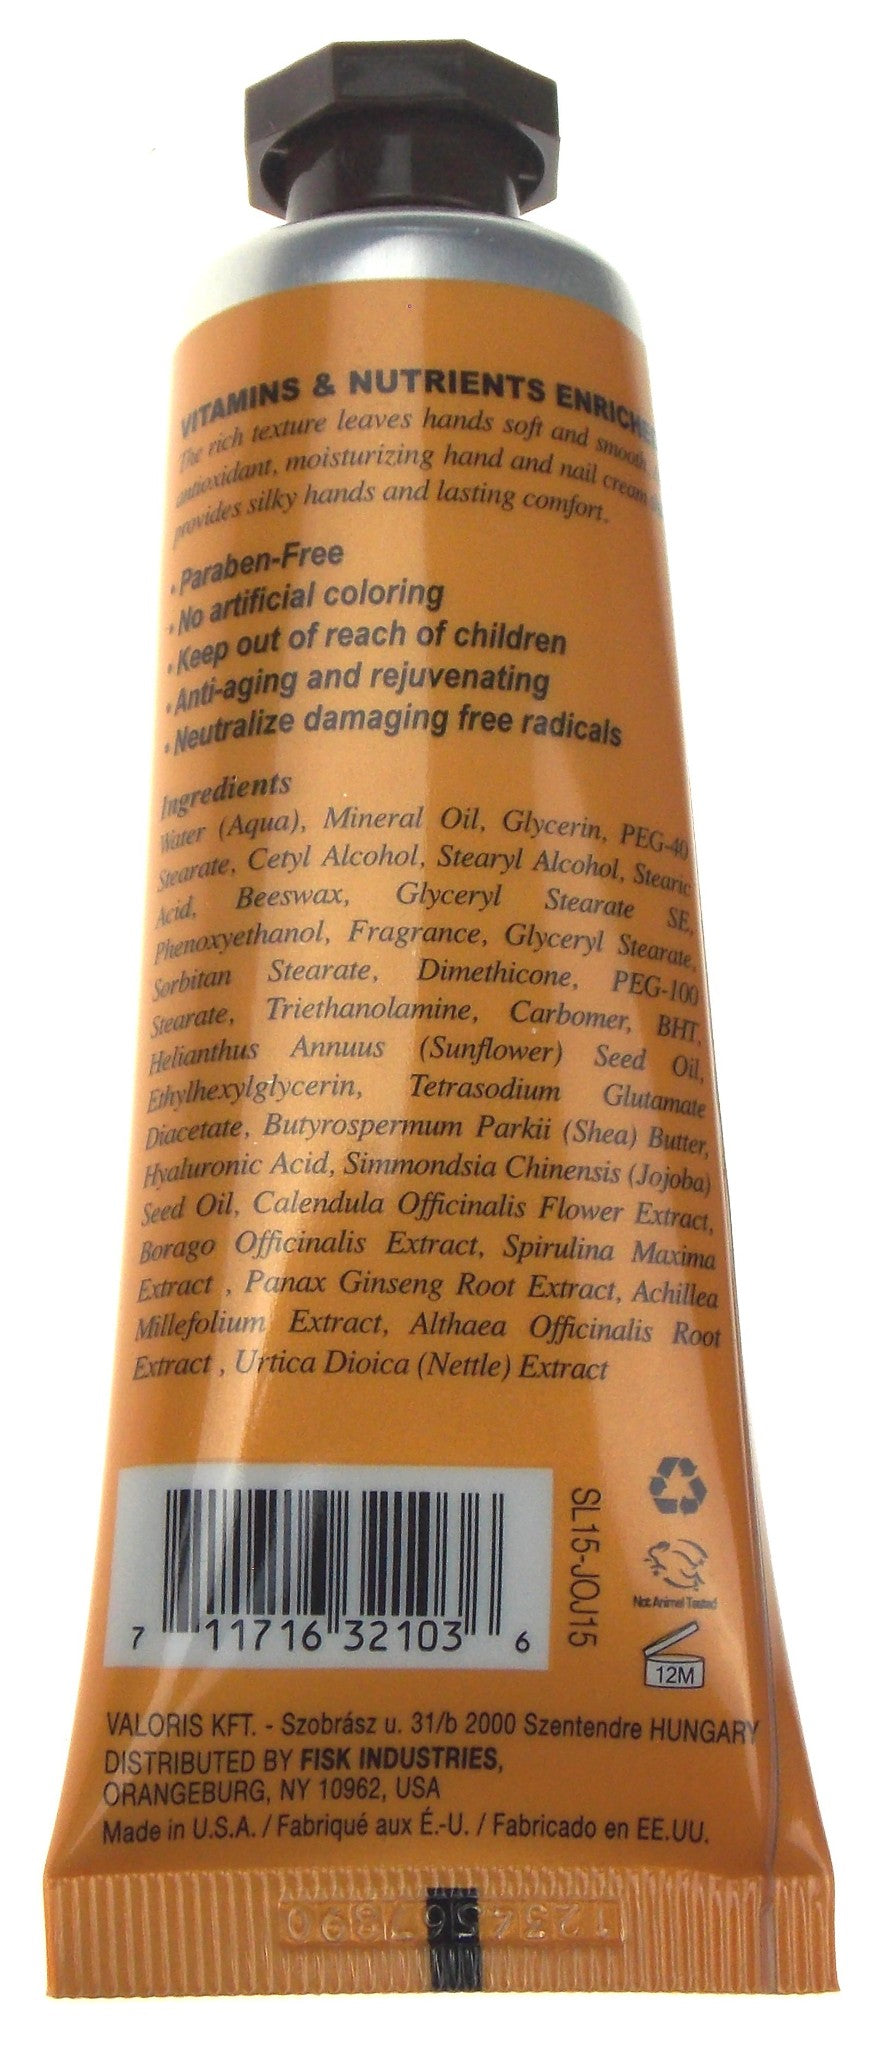 VITAMINS & NUTRIENTS
The rich texture leaves hands soft and smooth.
antioxidant, moisturizing hand and nail cream
provides silky hands and lasting comfort.
· Paraben-Free
· No artificial coloring
· Keep out of reach of children
· Anti-aging and rejuvenating
· Neutralize damaging free radicals
Ingredients
Water (Aqua), Mineral Oil, Glycerin, PEG-40
Stearate, Cetyl Alcohol, Stearyl Alcohol, Stearic
Acid, Beeswax, Glyceryl Stearate SE,
Phenoxyethanol, Fragrance, Glyceryl Stearate,
Sorbitan Stearate, Dimethicone, PEG-100
Stearate, Triethanolamine, Carbomer, BHT,
Helianthus Annuus (Sunflower) Seed Oil,
Ethylhexylglycerin, Tetrasodium Glutamate
Diacetate, Butyrospermum Parkii (Shea) Butter,
Hyaluronic Acid, Simmondsia Chinensis (Jojoba)
Seed Oil, Calendula Officinalis Flower Extract,
Borago Officinalis Extract, Spirulina Maxima
Extract , Panax Ginseng Root Extract, Achillea
Millefolium Extract, Althaea Officinalis Root
Extract , Urtica Dioica (Nettle) Extract
7 11716 32103 6
SL15-JOJ15
Not Animal Tested
12M
VALORIS KFT. - Szobrász u. 31/b 2000 Szentendre HUNGARY
DISTRIBUTED BY FISK INDUSTRIES,
ORANGEBURG, NY 10962, USA
Made in U.S.A. / Fabriqué aux É.-U. / Fabricado en EE.UU.
1234567890